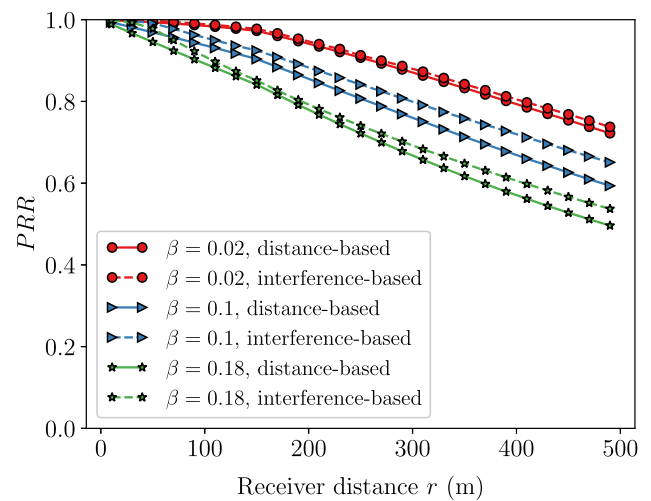 1.0
0.8
0.6
0.4
0.2
0.0
PRR
β = 0.02, distance-based
β = 0.02, interference-based
β = 0.1, distance-based
β = 0.1, interference-based
β = 0.18, distance-based
β = 0.18, interference-based
0 100 200 300 400 500
Receiver distance r (m)